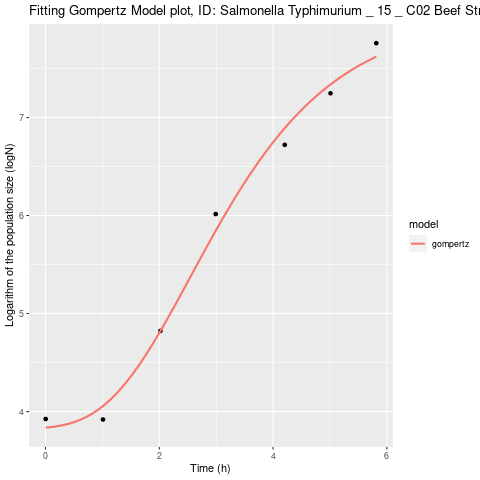 Fitting Gompertz Model plot, ID: Salmonella Typhimurium _ 15 _ C02 Beef Str
Logarithm of the population size (logN)
7
6
5
4
0
2
4
6
Time (h)
model
gompertz